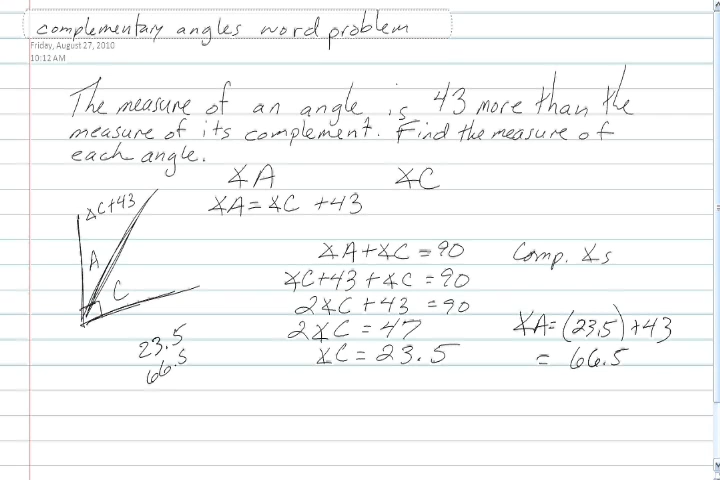 complementary angles word problem
Friday, August 27, 2010
10:12 AM
The measure of an angle is 43 more than the
measure of its complement. Find the measure of
each angle.
∡A ∡C
∡A = ∡C + 43
∡C+43
A
C
23.5
66.5
∡A + ∡C = 90 Comp. ∡s
∡C + 43 + ∡C = 90
2∡C + 43 = 90
2∡C = 47
∡C = 23.5
∡A = (23.5) + 43
= 66.5